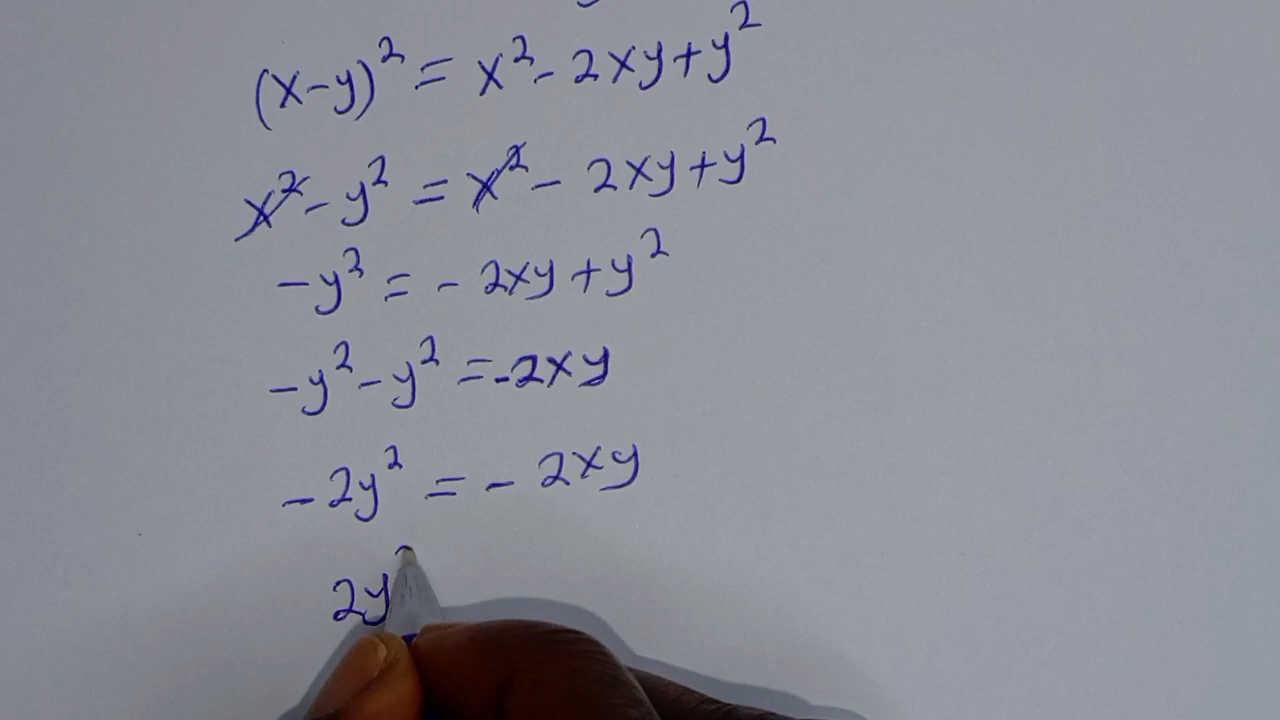 (x-y)² = x² - 2xy + y²
x² - y² = x² - 2xy + y²
-y² = - 2xy + y²
-y² - y² = -2xy
-2y² = - 2xy
2y